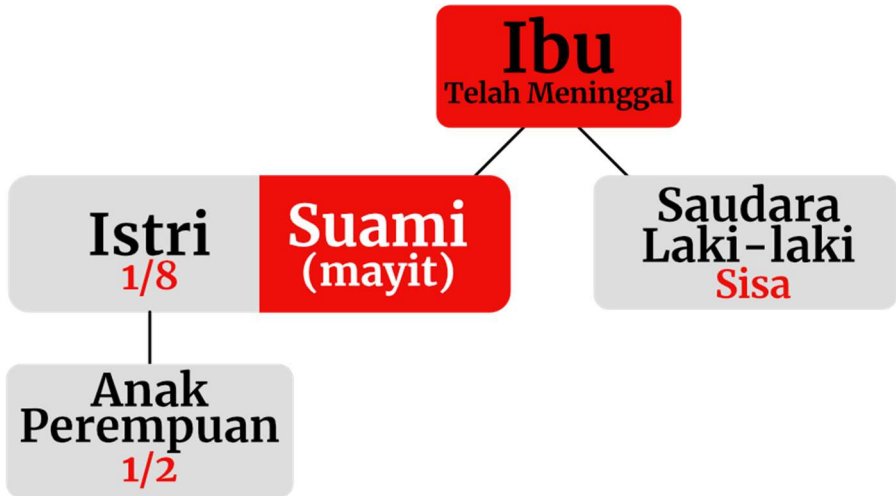 Ibu
Telah Meninggal
Istri
1/8
Suami
(mayit)
Saudara
Laki-laki
Sisa
Anak
Perempuan
1/2